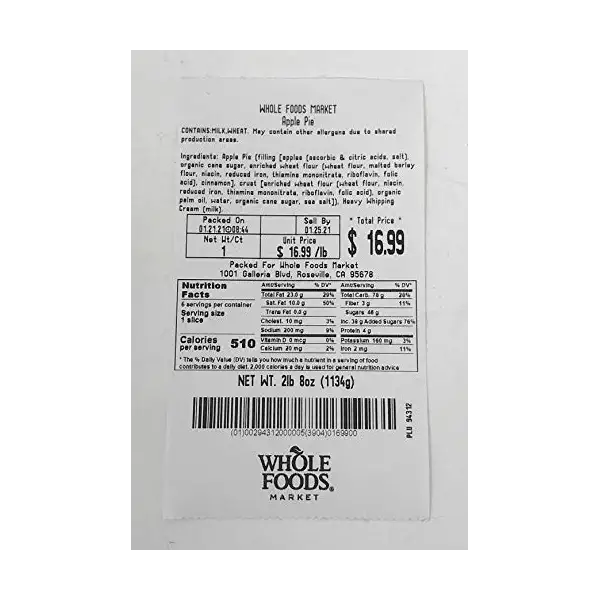 WHOLE FOODS MARKET
Apple Pie
CONTAINS:MILK,WHEAT. May contain other allergens due to shared
production areas.
Ingredients: Apple Pie (filling [apples (ascorbic & citric acids, salt),
organic cane sugar, enriched wheat flour (wheat flour, malted barley
flour, niacin, reduced iron, thiamine mononitrate, riboflavin, folic
acid), cinnamon], crust [enriched wheat flour (wheat flour, niacin,
reduced iron, thiamine mononitrate, riboflavin, folic acid), organic
palm oil, water, organic cane sugar, sea salt]), Heavy Whipping
Cream (milk).
Packed On
01.21.21@08:44
Sell By
01.25.21
* Total Price *
$ 16.99
Net Wt/Ct
1
Unit Price
$ 16.99 /lb
Packed For Whole Foods Market
1001 Galleria Blvd, Roseville, CA 95678
Nutrition
Facts
6 servings per container
Serving size
1 slice
Calories
per serving 510
Amt/Serving % DV* Amt/Serving % DV*
Total Fat 23.0 g 29% Total Carb. 78 g 28%
Sat. Fat 10.0 g 50% Fiber 3 g 11%
Trans Fat 0.0 g Sugars 46 g
Cholest. 10 mg 3% Inc. 38 g Added Sugars 76%
Sodium 200 mg 9% Protein 4 g
Vitamin D 0 mcg 0% Potassium 160 mg 3%
Calcium 20 mg 2% Iron 2 mg 11%
* The % Daily Value (DV) tells you how much a nutrient in a serving of food
contributes to a daily diet. 2,000 calories a day is used for general nutrition advice
NET WT. 2lb 8oz (1134g)
PLU 94312
(01)00294312000005(3904)0169900
WHOLE
FOODS®
MARKET